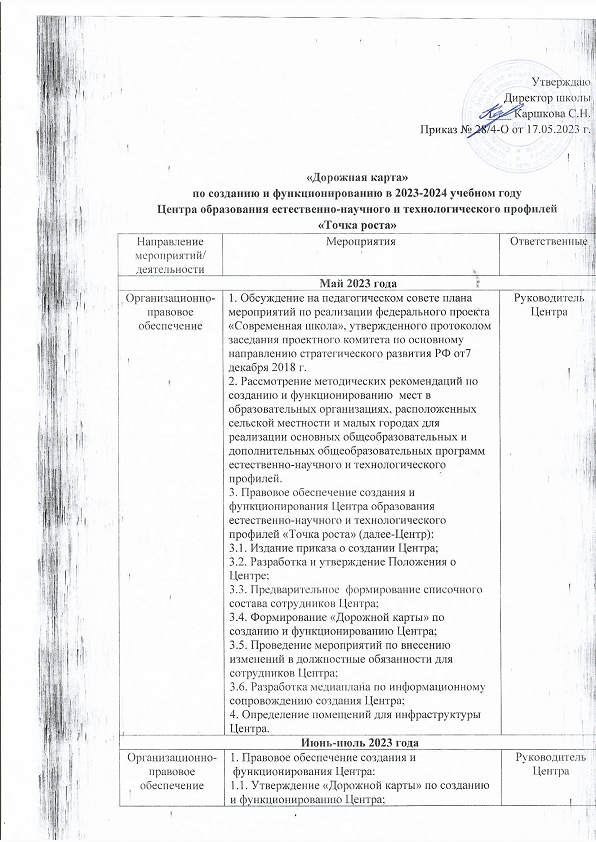 Утверждаю
Директор школы
Каршкова С.Н.
Приказ № 28/4-О от 17.05.2023 г.
«Дорожная карта»
по созданию и функционированию в 2023-2024 учебном году
Центра образования естественно-научного и технологического профилей
«Точка роста»
Направление мероприятий/ деятельности
Мероприятия
Ответственные
Май 2023 года
Организационно-
правовое
обеспечение
1. Обсуждение на педагогическом совете плана
мероприятий по реализации федерального проекта
«Современная школа», утвержденного протоколом
заседания проектного комитета по основному
направлению стратегического развития РФ от7
декабря 2018 г.
2. Рассмотрение методических рекомендаций по
созданию и функционированию мест в
образовательных организациях, расположенных
сельской местности и малых городах для
реализации основных общеобразовательных и
дополнительных общеобразовательных программ
естественно-научного и технологического
профилей.
3. Правовое обеспечение создания и
функционирования Центра образования
естественно-научного и технологического
профилей «Точка роста» (далее-Центр):
3.1. Издание приказа о создании Центра;
3.2. Разработка и утверждение Положения о
Центре;
3.3. Предварительное формирование списочного
состава сотрудников Центра;
3.4. Формирование «Дорожной карты» по
созданию и функционированию Центра;
3.5. Проведение мероприятий по внесению
изменений в должностные обязанности для
сотрудников Центра;
3.6. Разработка медиаплана по информационному
сопровождению создания Центра;
4. Определение помещений для инфраструктуры
Центра.
Руководитель
Центра
Июнь-июль 2023 года
Организационно-
правовое
обеспечение
1. Правовое обеспечение создания и
функционирования Центра:
1.1. Утверждение «Дорожной карты» по созданию
и функционированию Центра;
Руководитель
Центра